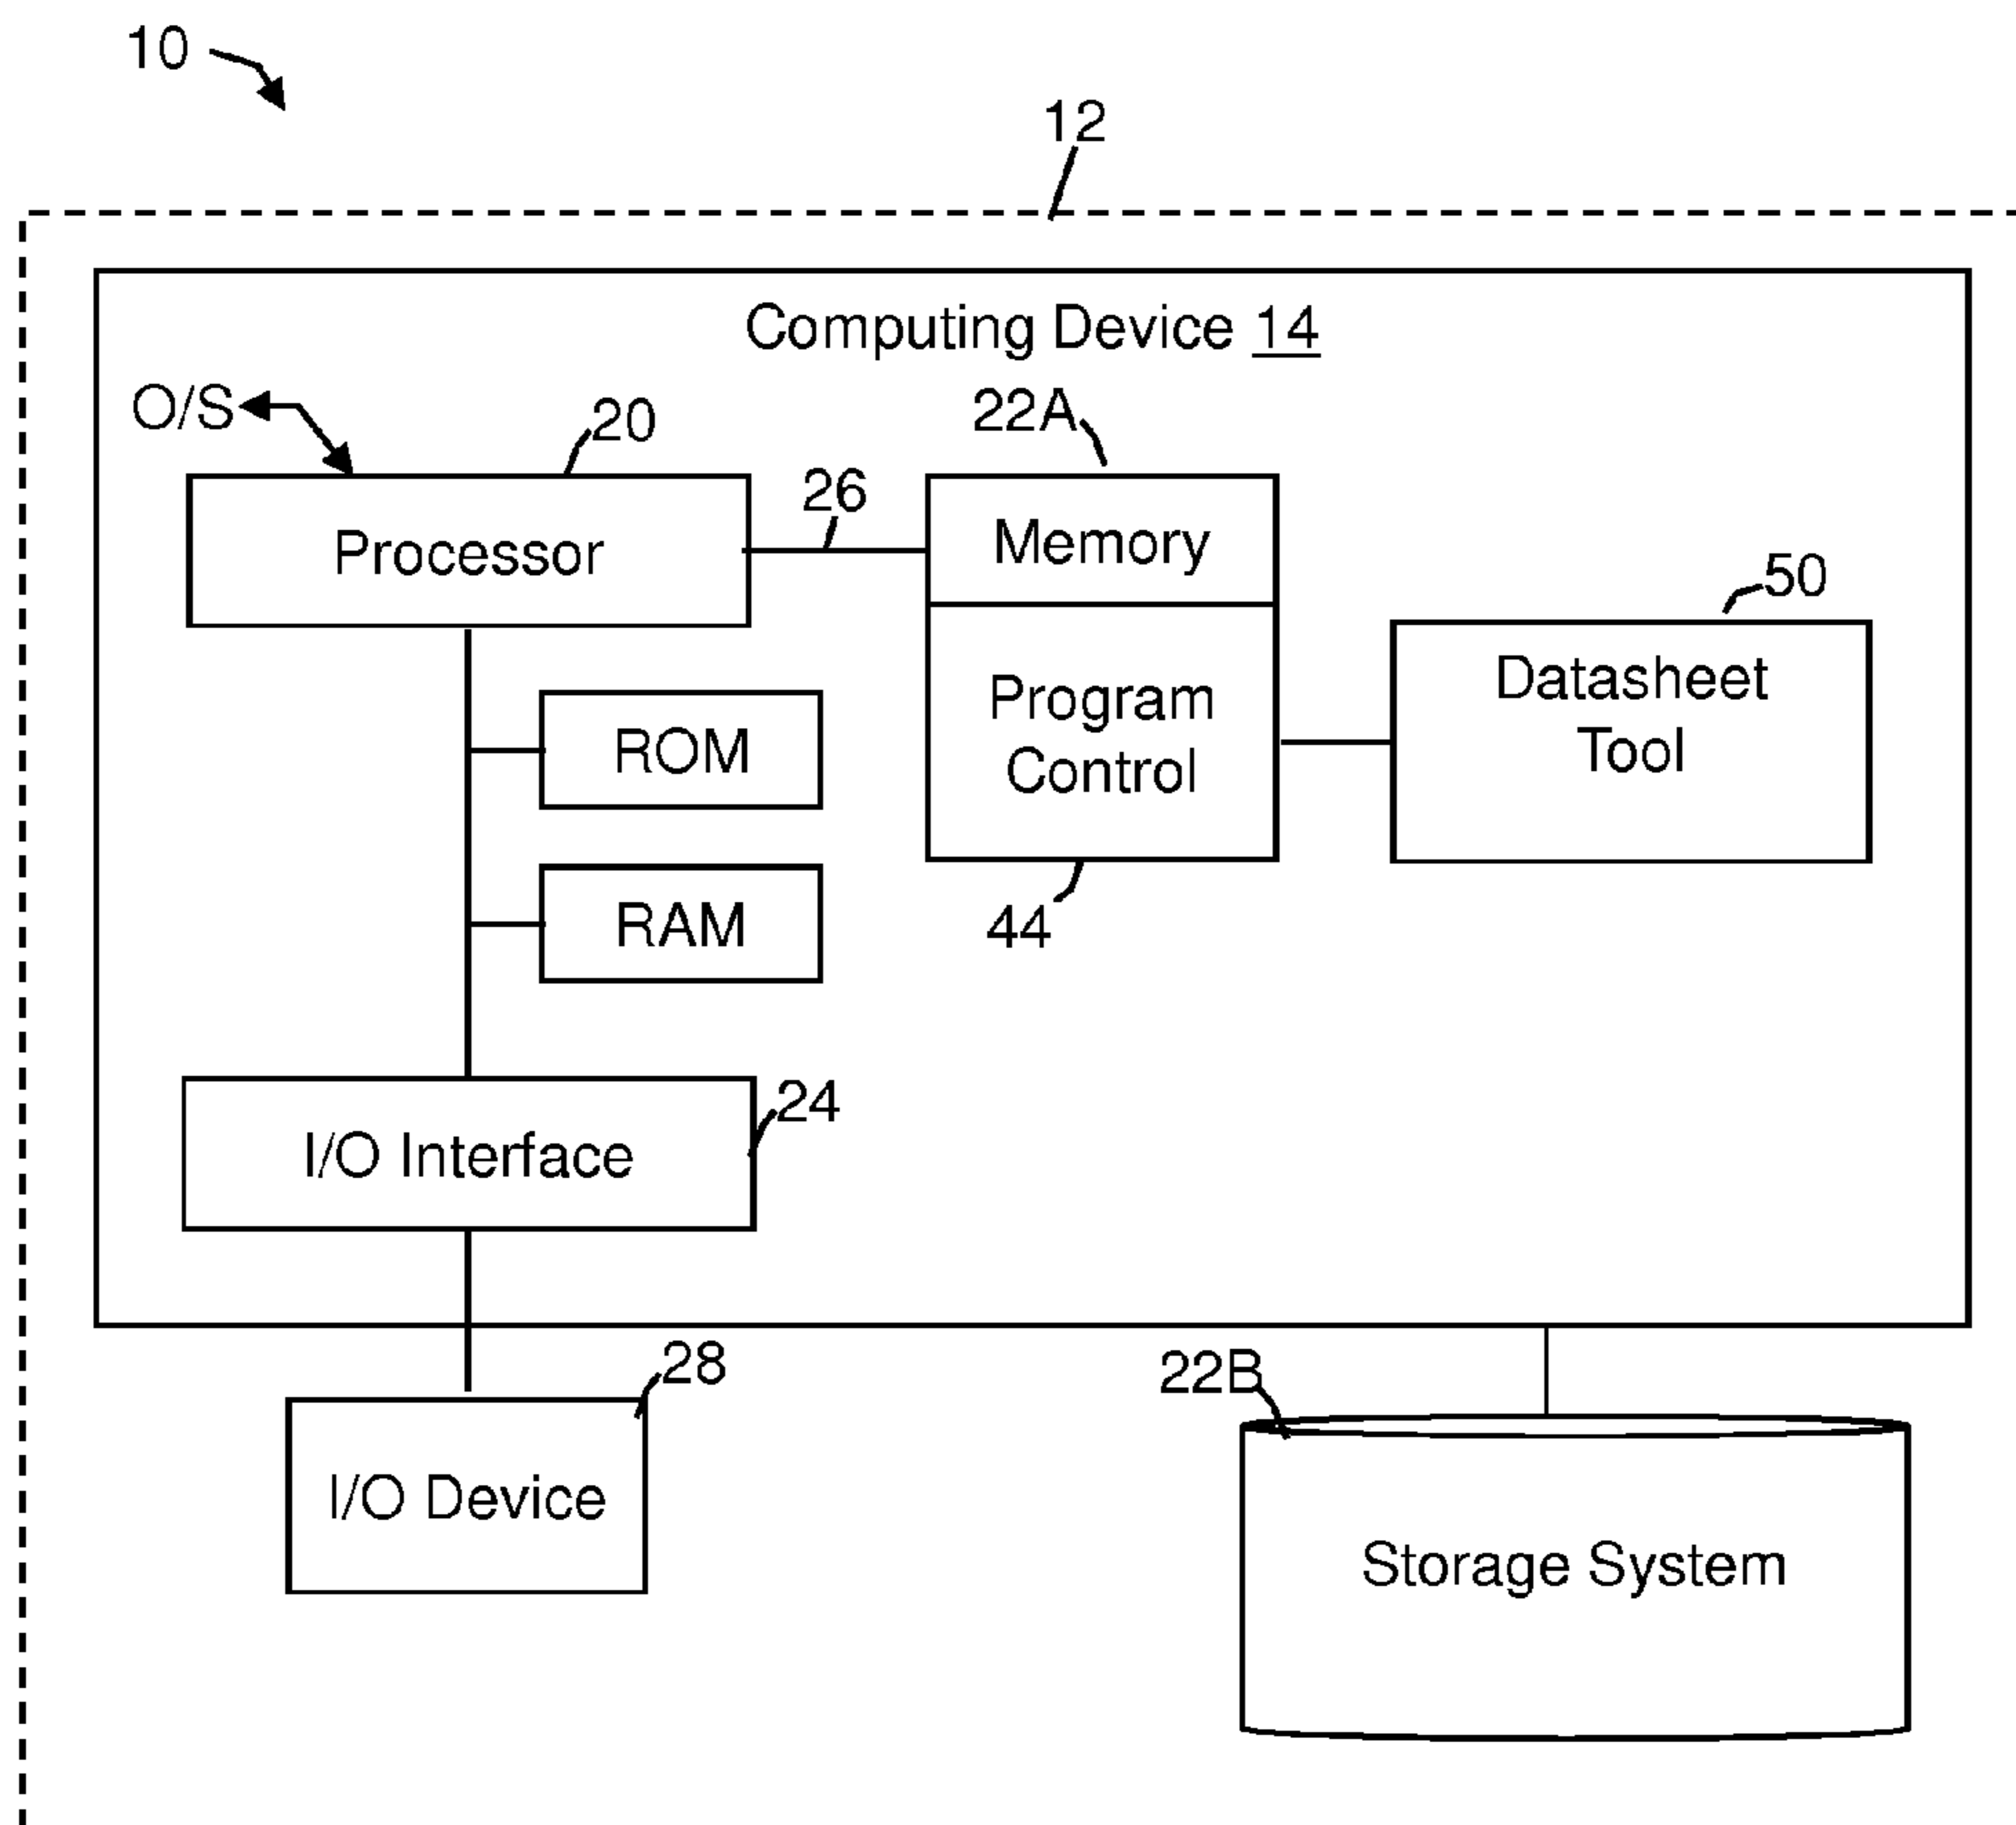 10
12
Computing Device 14
O/S
20
22A
26
Processor
Memory
50
Program
Control
Datasheet
Tool
ROM
RAM
44
24
I/O Interface
28
22B
I/O Device
Storage System